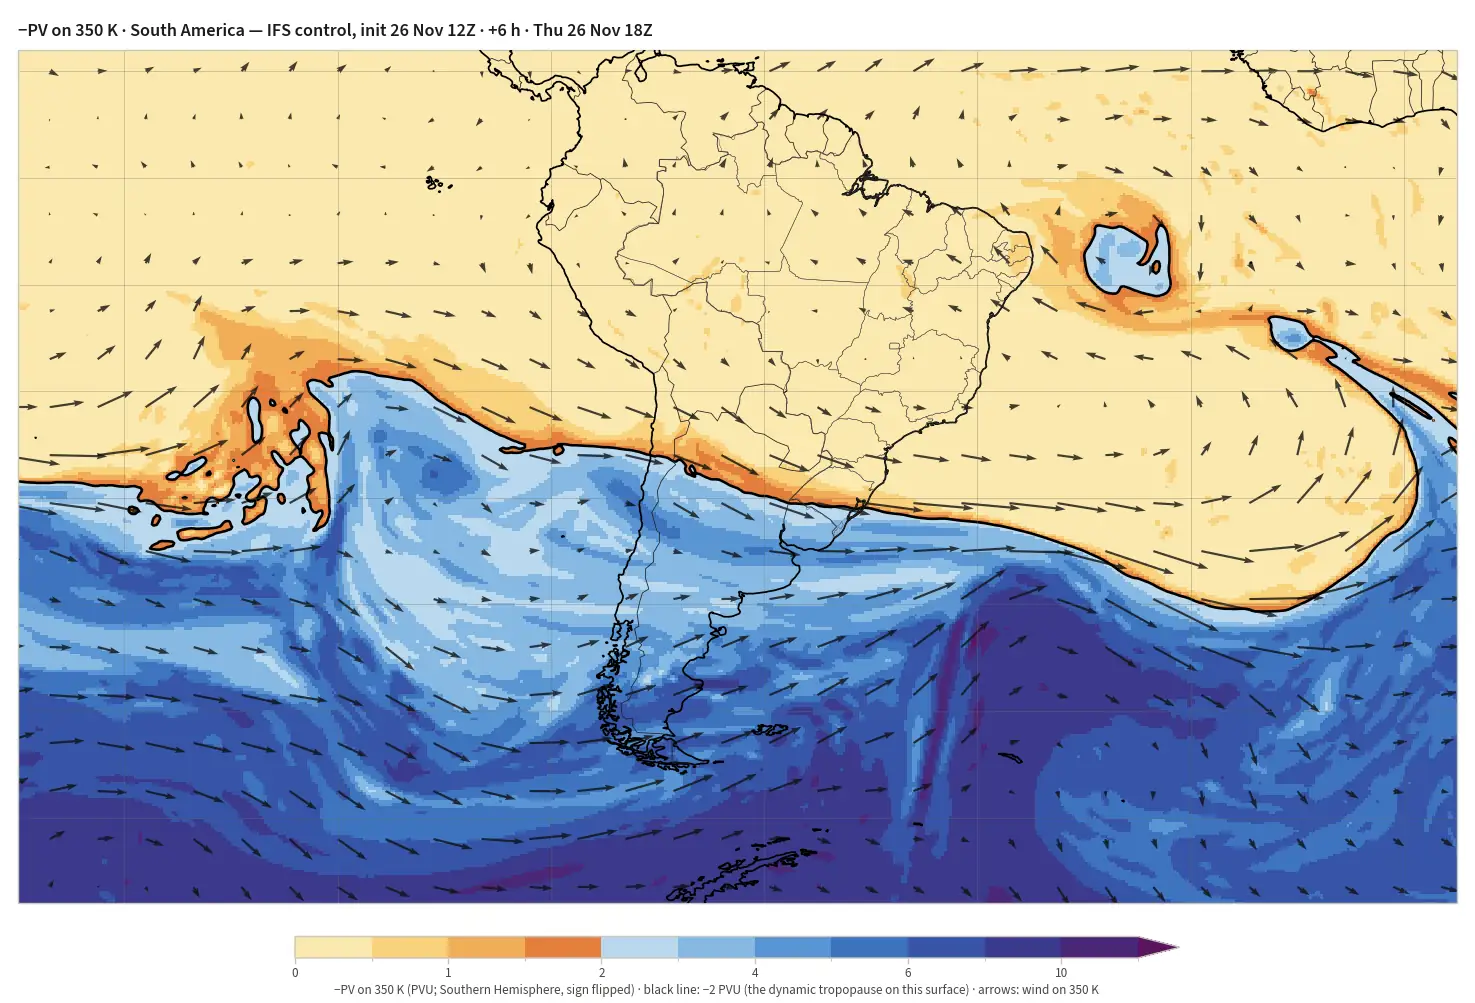 −PV on 350 K · South America — IFS control, init 26 Nov 12Z · +6 h · Thu 26 Nov 18Z
0 1 2 4 6 10
−PV on 350 K (PVU; Southern Hemisphere, sign flipped) · black line: −2 PVU (the dynamic tropopause on this surface) · arrows: wind on 350 K